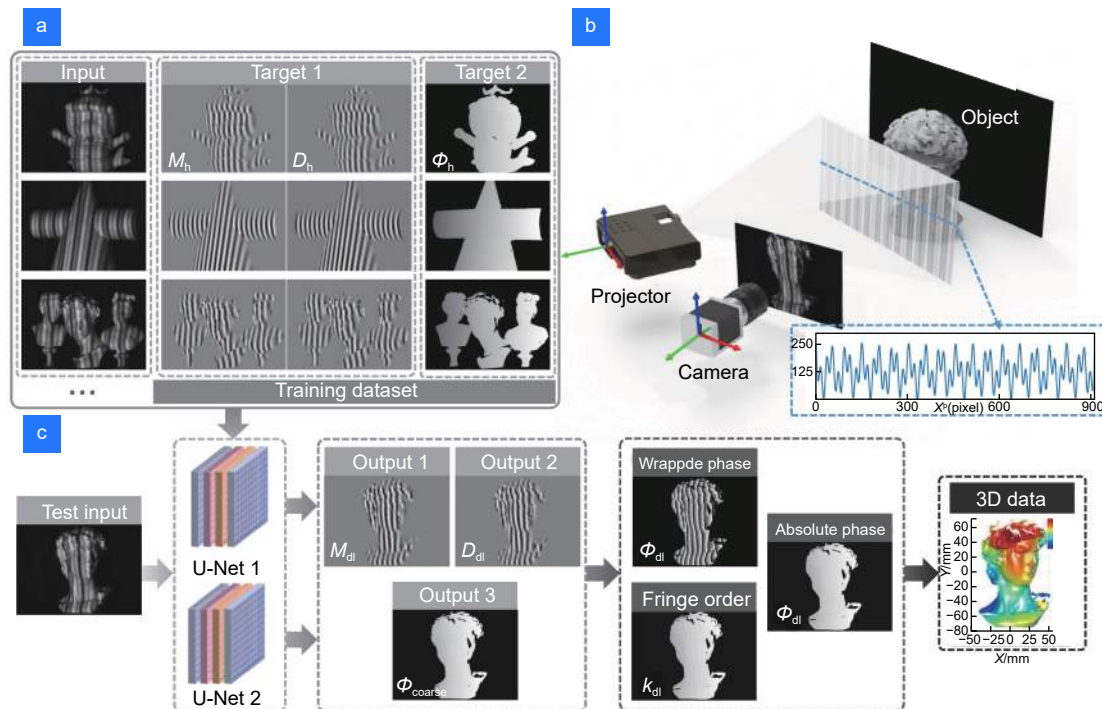 a
Input
Target 1
Target 2
Mh
Dh
Φh
...
Training dataset
b
Object
Projector
Camera
250
125
0
300
Xᵖ(pixel)
600
900
c
Test input
U-Net 1
U-Net 2
Output 1
Output 2
Mdl
Ddl
Output 3
Φcoarse
Wrappde phase
Φdl
Fringe order
kdl
Absolute phase
Φdl
3D data
Y/mm
60
40
20
0
−20
−40
−60
−80
−50
−25
0
25
50
X/mm